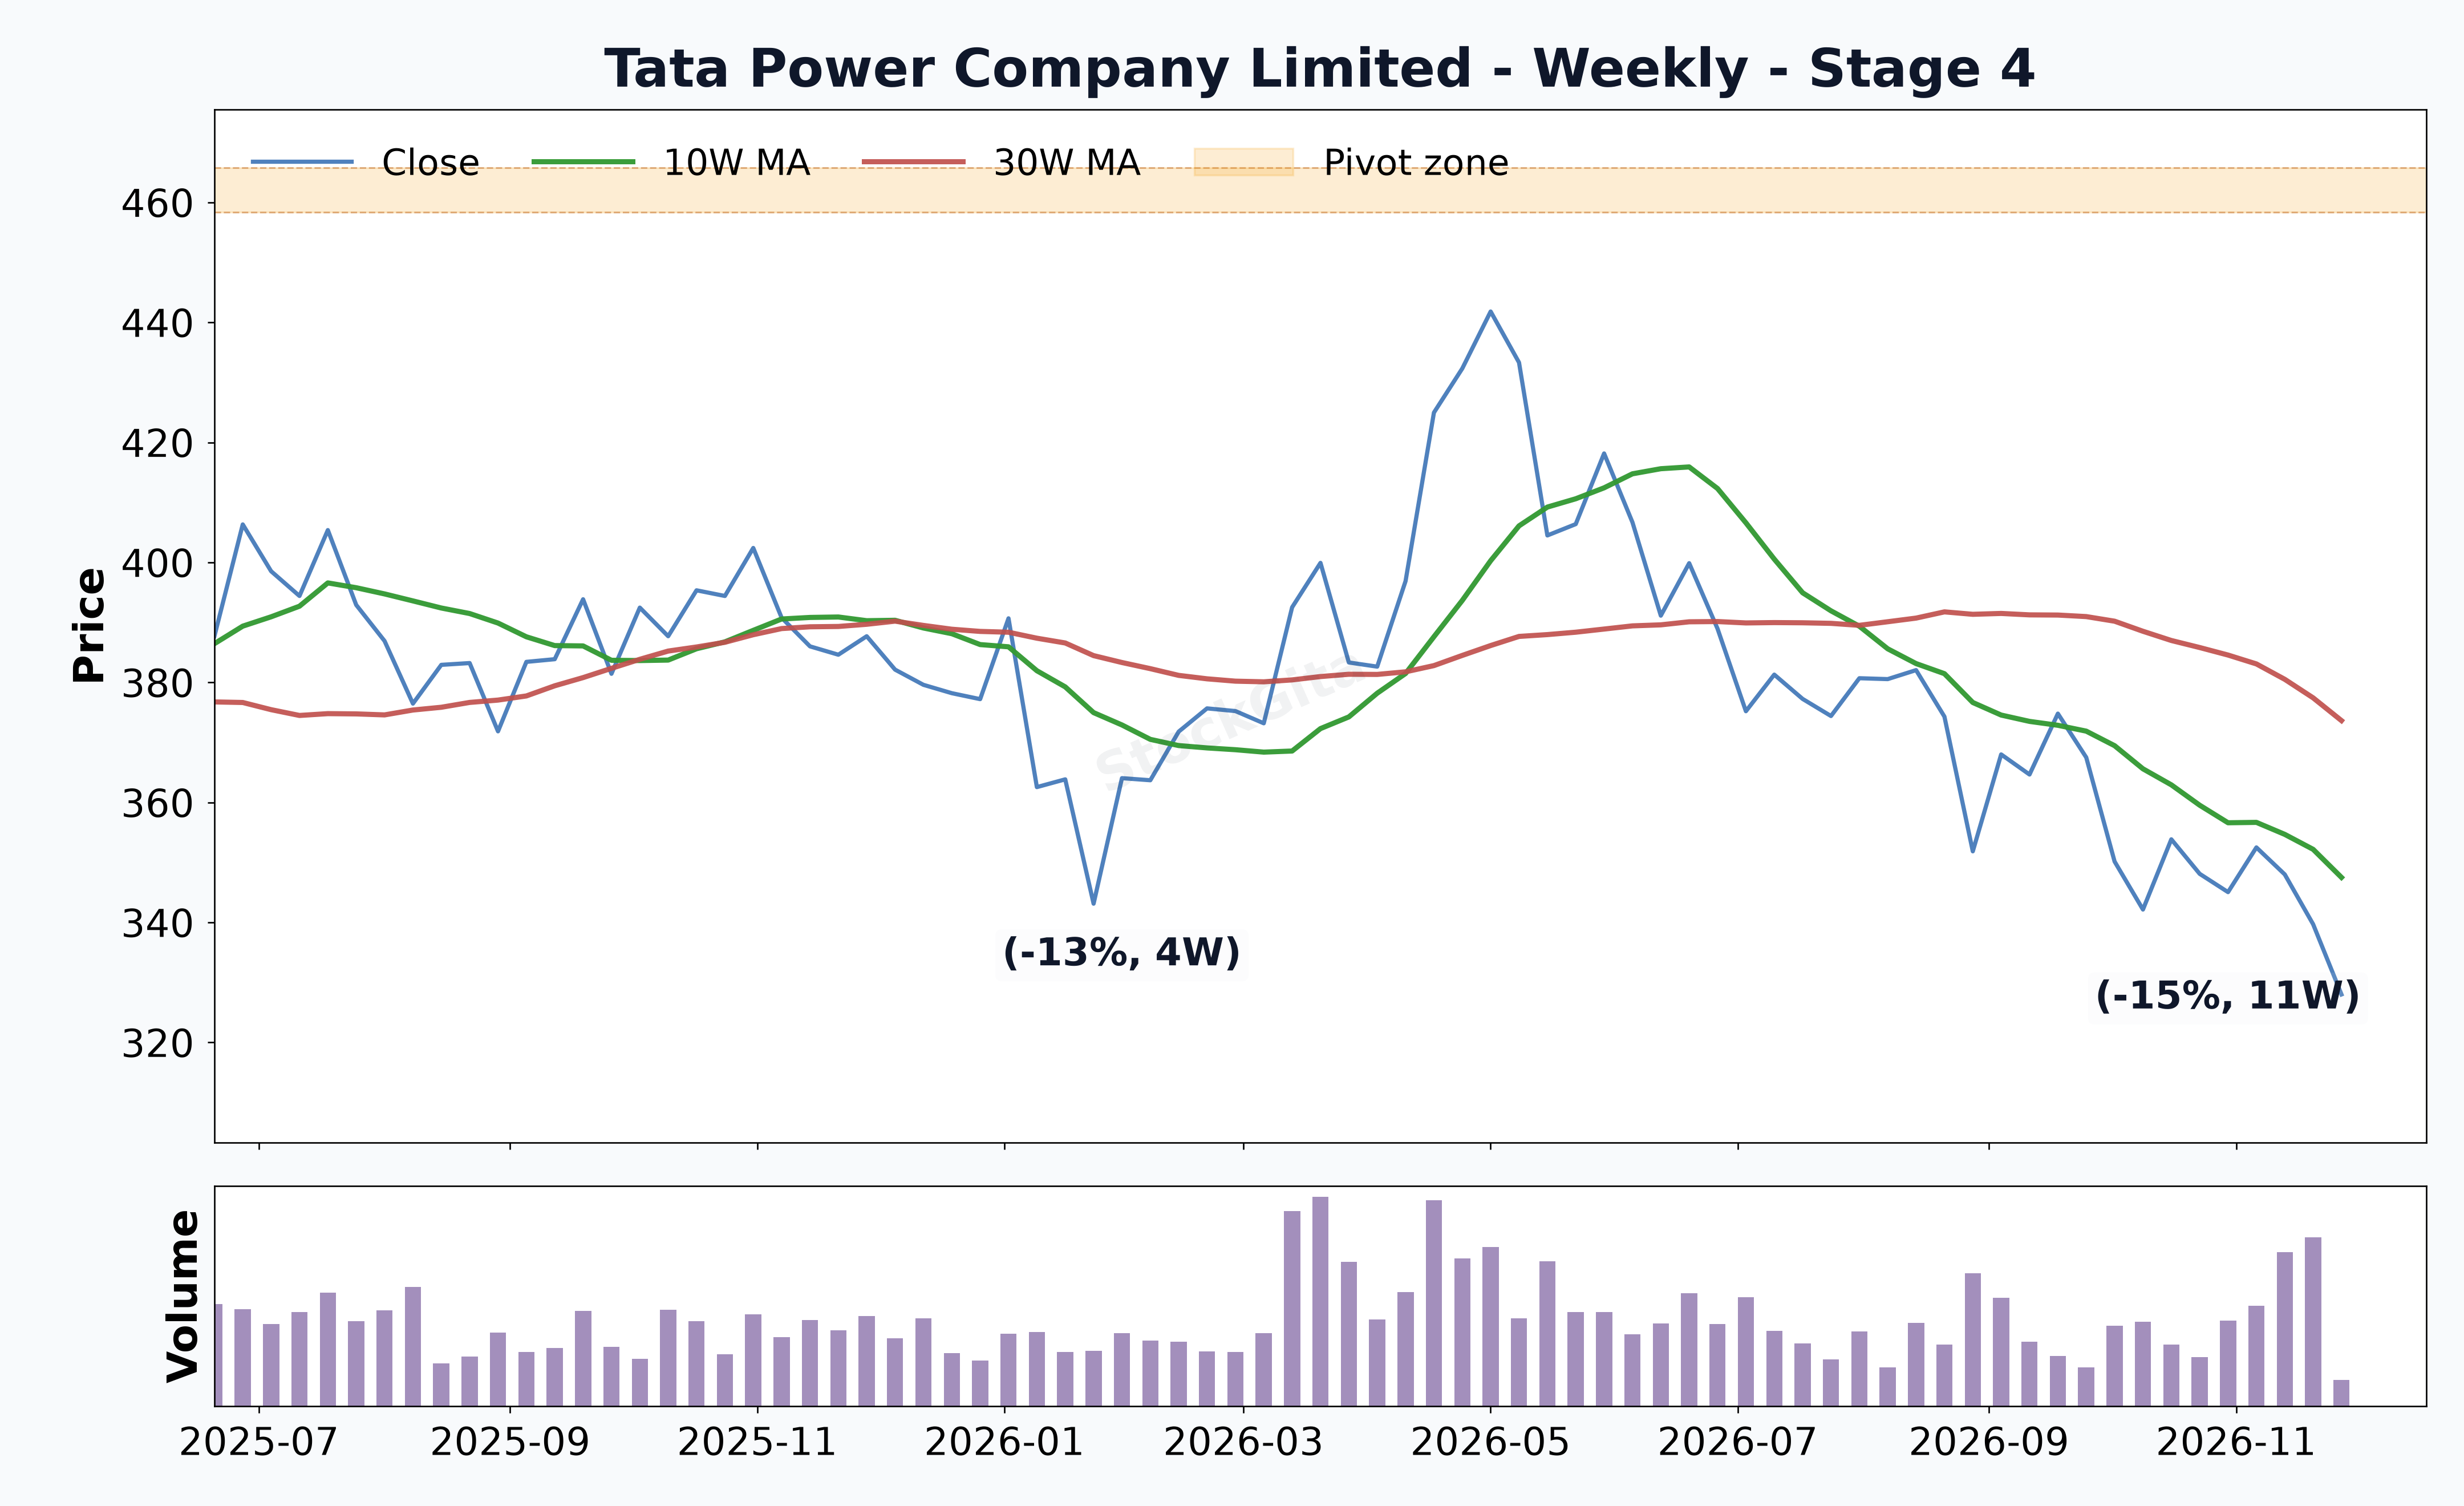 Tata Power Company Limited - Weekly - Stage 4
Close 10W MA 30W MA Pivot zone
460
440
420
400
380
360
340
320
Price
StockGita
(-13%, 4W)
(-15%, 11W)
Volume
2025-07 2025-09 2025-11 2026-01 2026-03 2026-05 2026-07 2026-09 2026-11